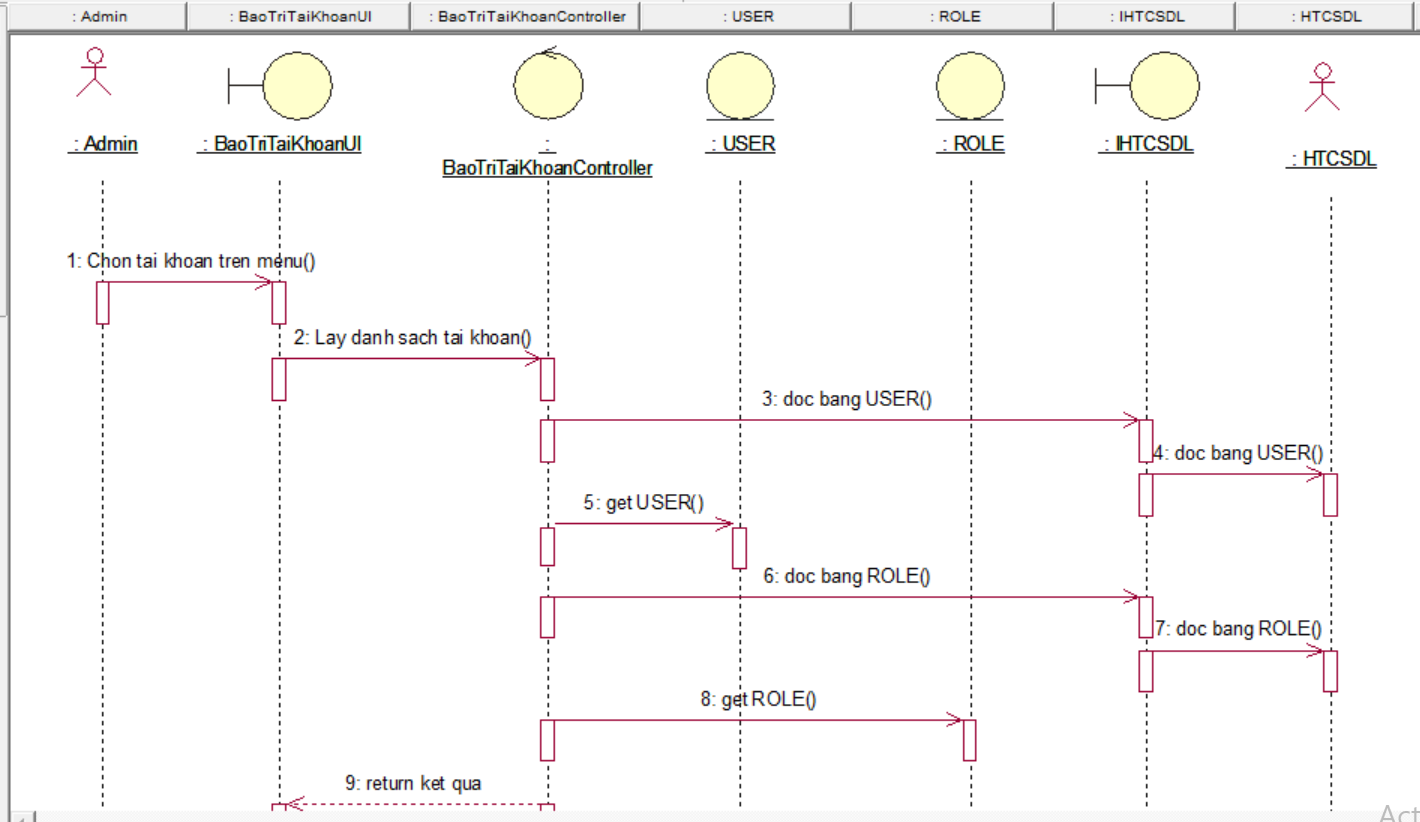 : Admin
: BaoTriTaiKhoanUI
: BaoTriTaiKhoanController
: USER
: ROLE
: IHTCSDL
: HTCSDL
: Admin
: BaoTriTaiKhoanUI
:
BaoTriTaiKhoanController
: USER
: ROLE
: IHTCSDL
: HTCSDL
1: Chon tai khoan tren menu()
2: Lay danh sach tai khoan()
3: doc bang USER()
4: doc bang USER()
5: get USER()
6: doc bang ROLE()
7: doc bang ROLE()
8: get ROLE()
9: return ket qua
Act